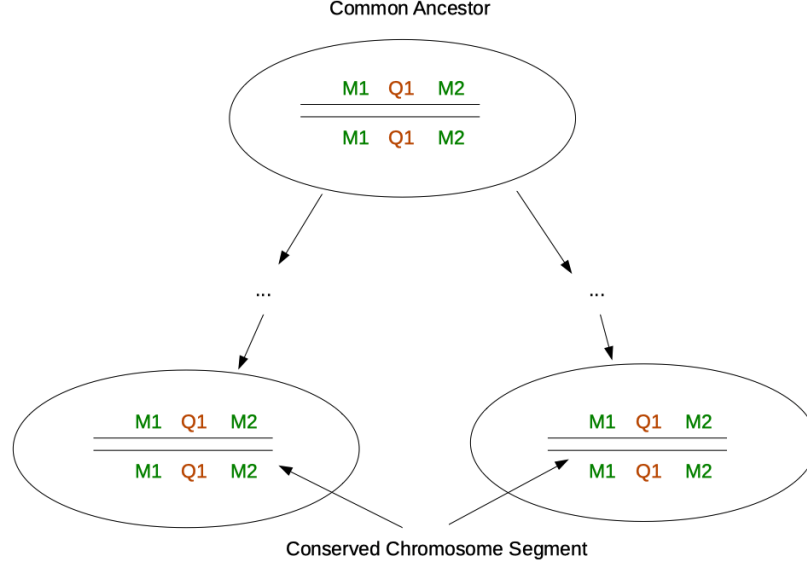 Common Ancestor
M1 Q1 M2
M1 Q1 M2
...
...
M1 Q1 M2
M1 Q1 M2
M1 Q1 M2
M1 Q1 M2
Conserved Chromosome Segment